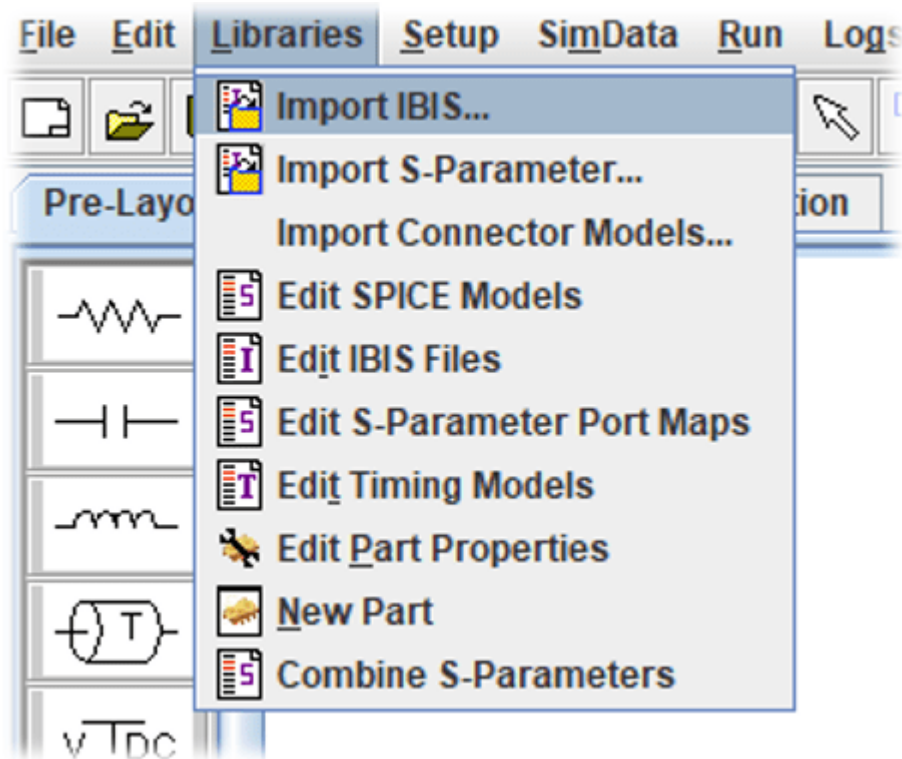 File Edit Libraries Setup SimData Run Logs
Import IBIS...
Import S-Parameter...
Pre-Layo
ion
Import Connector Models...
Edit SPICE Models
Edit IBIS Files
Edit S-Parameter Port Maps
Edit Timing Models
Edit Part Properties
New Part
T
Combine S-Parameters
V DC